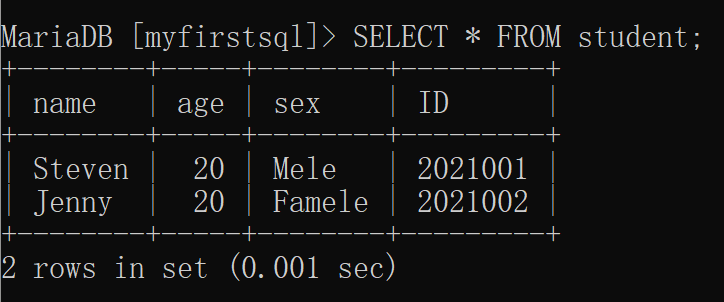 MariaDB [myfirstsql]> SELECT * FROM student;
+--------+-----+--------+---------+
| name   | age | sex    | ID      |
+--------+-----+--------+---------+
| Steven |  20 | Mele   | 2021001 |
| Jenny  |  20 | Famele | 2021002 |
+--------+-----+--------+---------+
2 rows in set (0.001 sec)